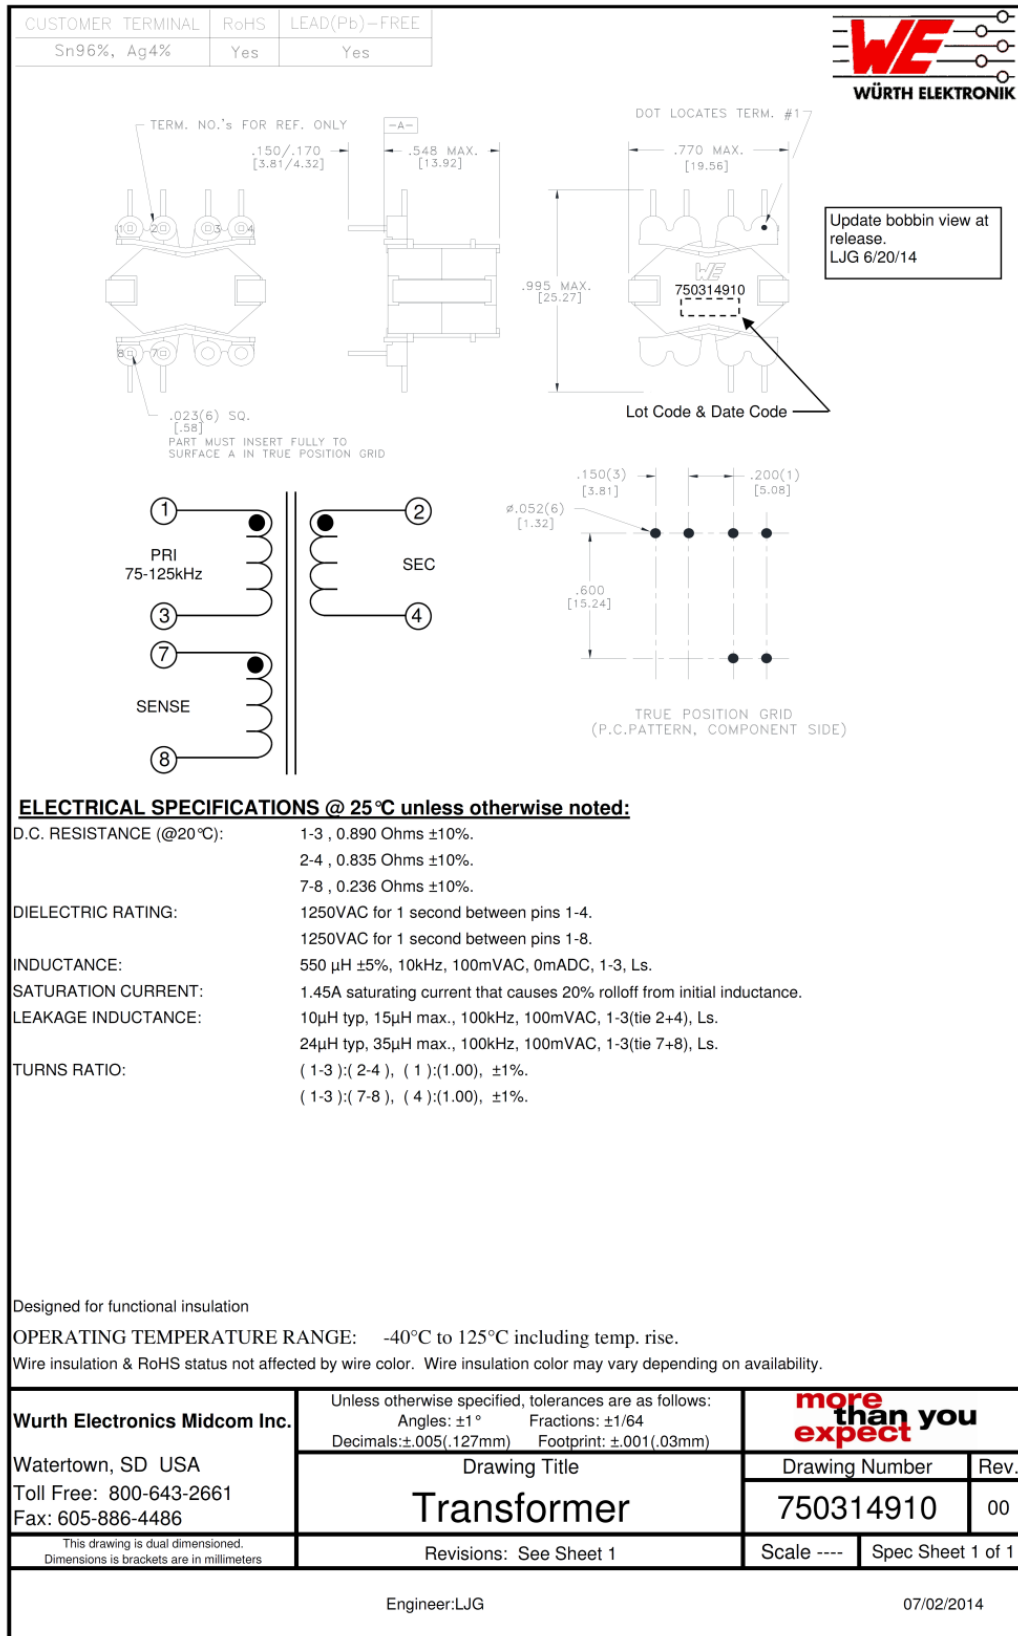 CUSTOMER TERMINAL RoHS LEAD(Pb)-FREE
Sn96%, Ag4% Yes Yes
WE
WÜRTH ELEKTRONIK
TERM. NO.'s FOR REF. ONLY
-A-
DOT LOCATES TERM. #1
.150/.170
[3.81/4.32]
.548 MAX.
[13.92]
.770 MAX.
[19.56]
1 2 3 4
Update bobbin view at
release.
LJG 6/20/14
.995 MAX.
[25.27]
WE
750314910
8 7
Lot Code & Date Code
.023(6) SQ.
[.58]
PART MUST INSERT FULLY TO
SURFACE A IN TRUE POSITION GRID
.150(3)
[3.81]
.200(1)
[5.08]
ø.052(6)
[1.32]
.600
[15.24]
TRUE POSITION GRID
(P.C.PATTERN, COMPONENT SIDE)
1 2
PRI
75-125kHz
SEC
3 4
7
SENSE
8
ELECTRICAL SPECIFICATIONS @ 25°C unless otherwise noted:
D.C. RESISTANCE (@20°C): 1-3 , 0.890 Ohms ±10%.
2-4 , 0.835 Ohms ±10%.
7-8 , 0.236 Ohms ±10%.
DIELECTRIC RATING: 1250VAC for 1 second between pins 1-4.
1250VAC for 1 second between pins 1-8.
INDUCTANCE: 550 µH ±5%, 10kHz, 100mVAC, 0mADC, 1-3, Ls.
SATURATION CURRENT: 1.45A saturating current that causes 20% rolloff from initial inductance.
LEAKAGE INDUCTANCE: 10µH typ, 15µH max., 100kHz, 100mVAC, 1-3(tie 2+4), Ls.
24µH typ, 35µH max., 100kHz, 100mVAC, 1-3(tie 7+8), Ls.
TURNS RATIO: ( 1-3 ):( 2-4 ), ( 1 ):(1.00), ±1%.
( 1-3 ):( 7-8 ), ( 4 ):(1.00), ±1%.
Designed for functional insulation
OPERATING TEMPERATURE RANGE: -40°C to 125°C including temp. rise.
Wire insulation & RoHS status not affected by wire color. Wire insulation color may vary depending on availability.
Wurth Electronics Midcom Inc.
Watertown, SD USA
Toll Free: 800-643-2661
Fax: 605-886-4486
This drawing is dual dimensioned.
Dimensions is brackets are in millimeters
Unless otherwise specified, tolerances are as follows:
Angles: ±1° Fractions: ±1/64
Decimals:±.005(.127mm) Footprint: ±.001(.03mm)
Drawing Title
Transformer
Revisions: See Sheet 1
more
than you
expect
Drawing Number Rev.
750314910 00
Scale ---- Spec Sheet 1 of 1
Engineer:LJG 07/02/2014